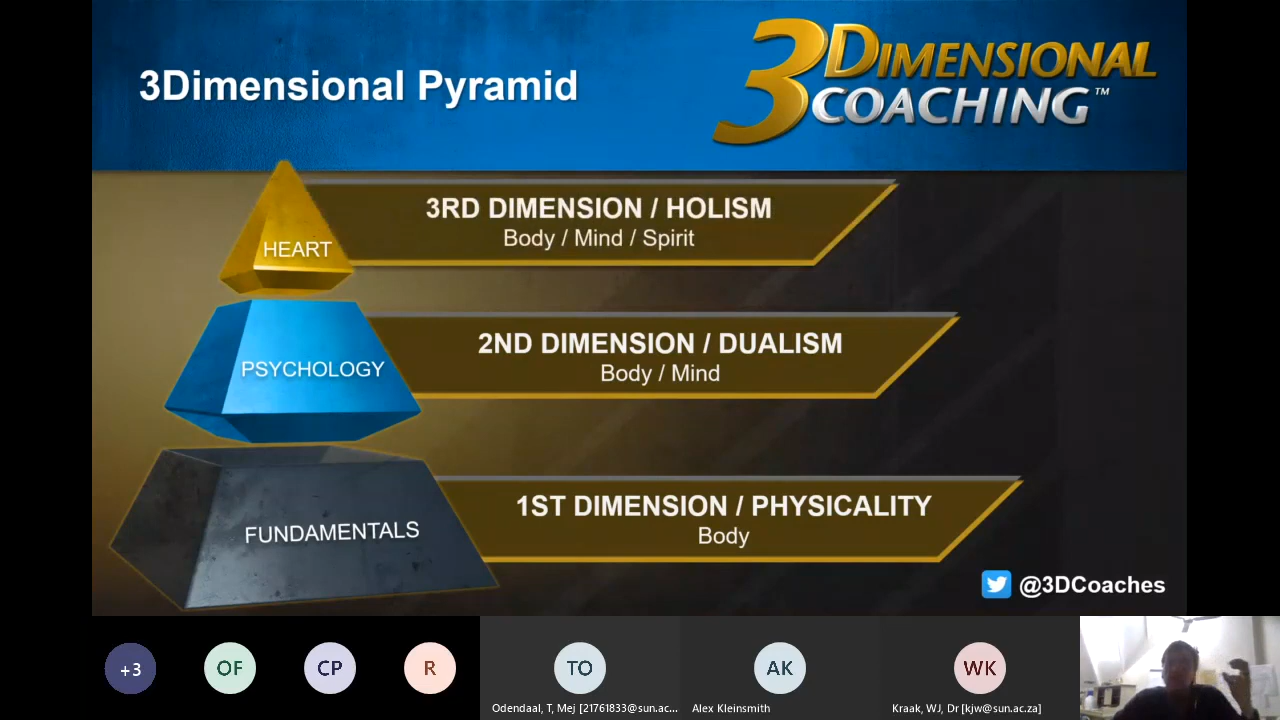 3Dimensional Pyramid
3DIMENSIONAL
COACHING™
HEART
3RD DIMENSION / HOLISM
Body / Mind / Spirit
PSYCHOLOGY
2ND DIMENSION / DUALISM
Body / Mind
FUNDAMENTALS
1ST DIMENSION / PHYSICALITY
Body
@3DCoaches
+3
OF
CP
R
TO
AK
WK
Odendaal, T, Mej [21761833@sun.ac...
Alex Kleinsmith
Kraak, WJ, Dr [kjw@sun.ac.za]